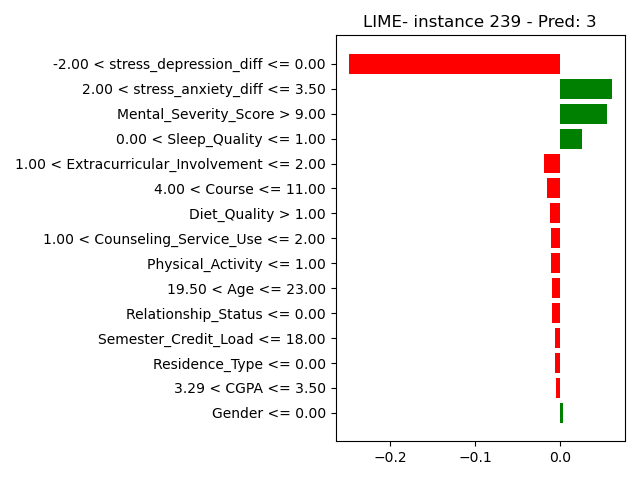 LIME- instance 239 - Pred: 3
-2.00 < stress_depression_diff <= 0.00
2.00 < stress_anxiety_diff <= 3.50
Mental_Severity_Score > 9.00
0.00 < Sleep_Quality <= 1.00
1.00 < Extracurricular_Involvement <= 2.00
4.00 < Course <= 11.00
Diet_Quality > 1.00
1.00 < Counseling_Service_Use <= 2.00
Physical_Activity <= 1.00
19.50 < Age <= 23.00
Relationship_Status <= 0.00
Semester_Credit_Load <= 18.00
Residence_Type <= 0.00
3.29 < CGPA <= 3.50
Gender <= 0.00
−0.2 −0.1 0.0